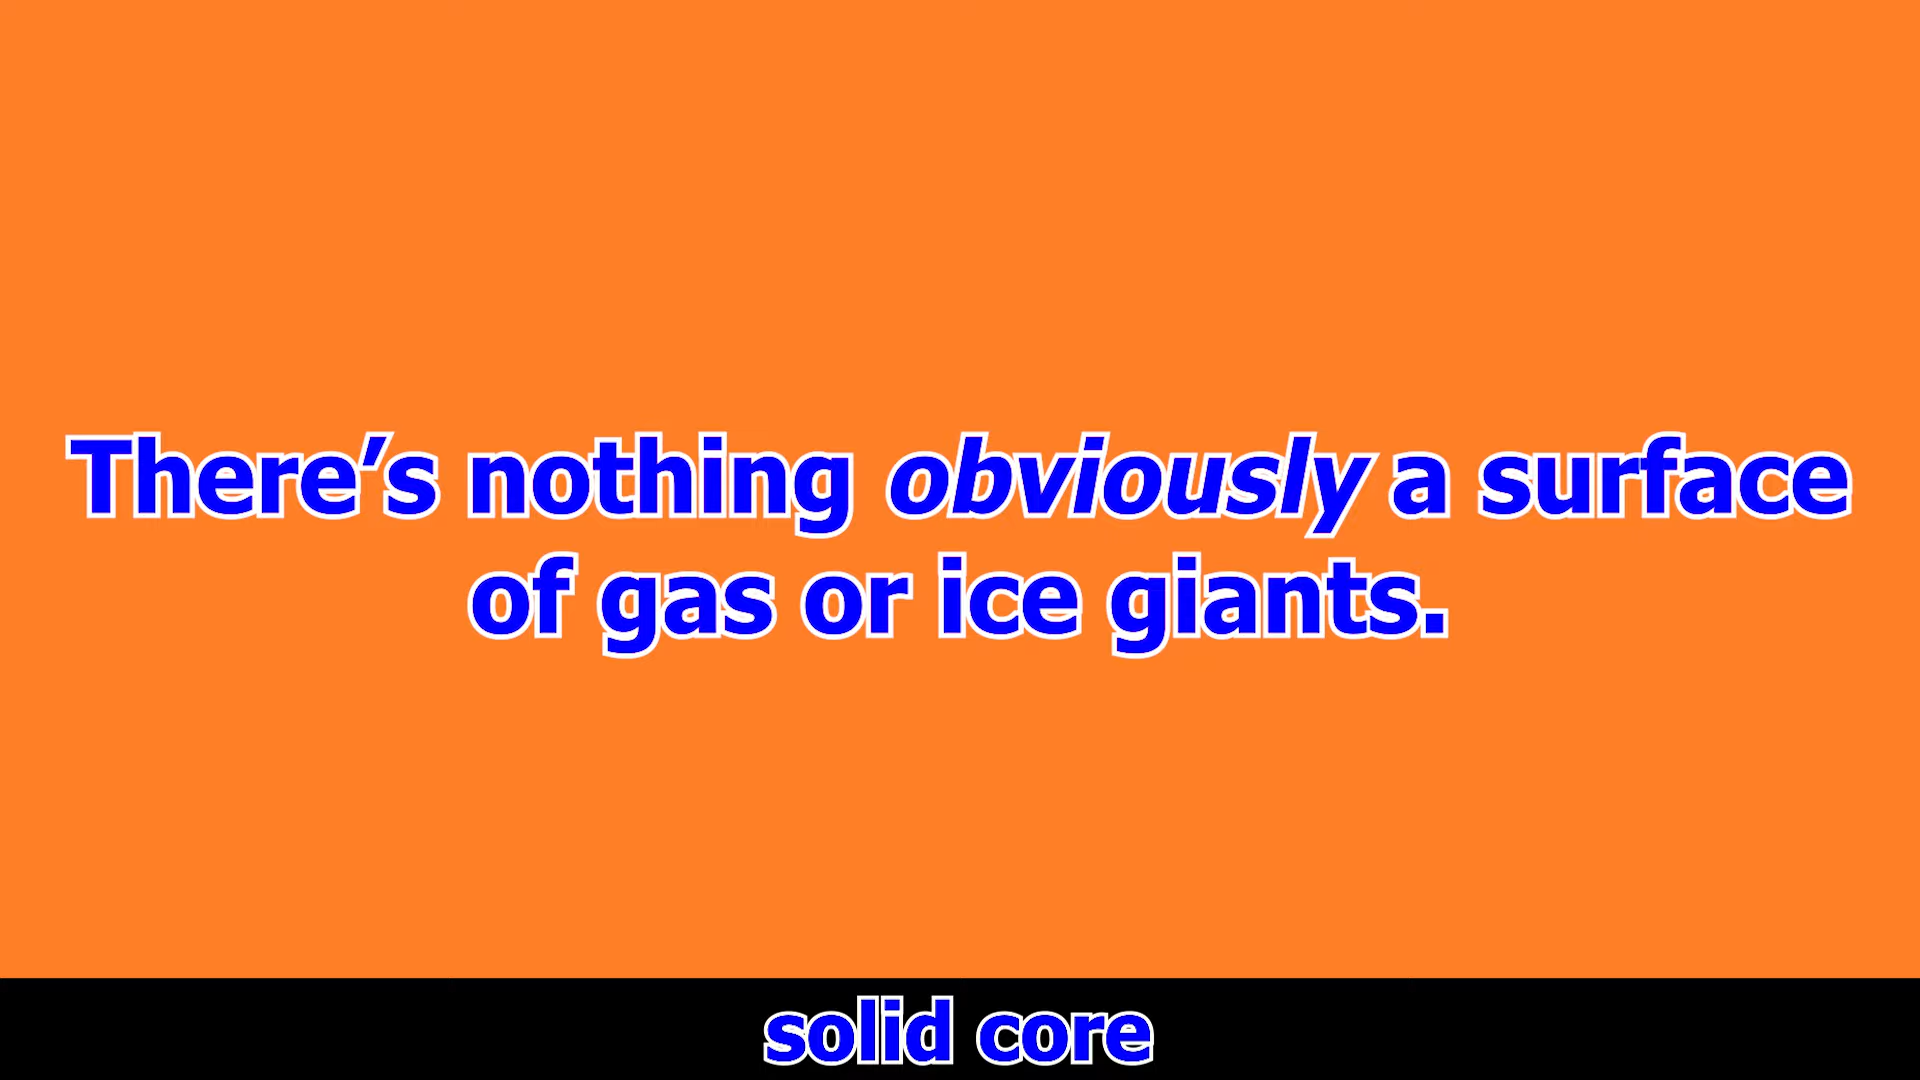 There’s nothing obviously a surface
of gas or ice giants.
solid core